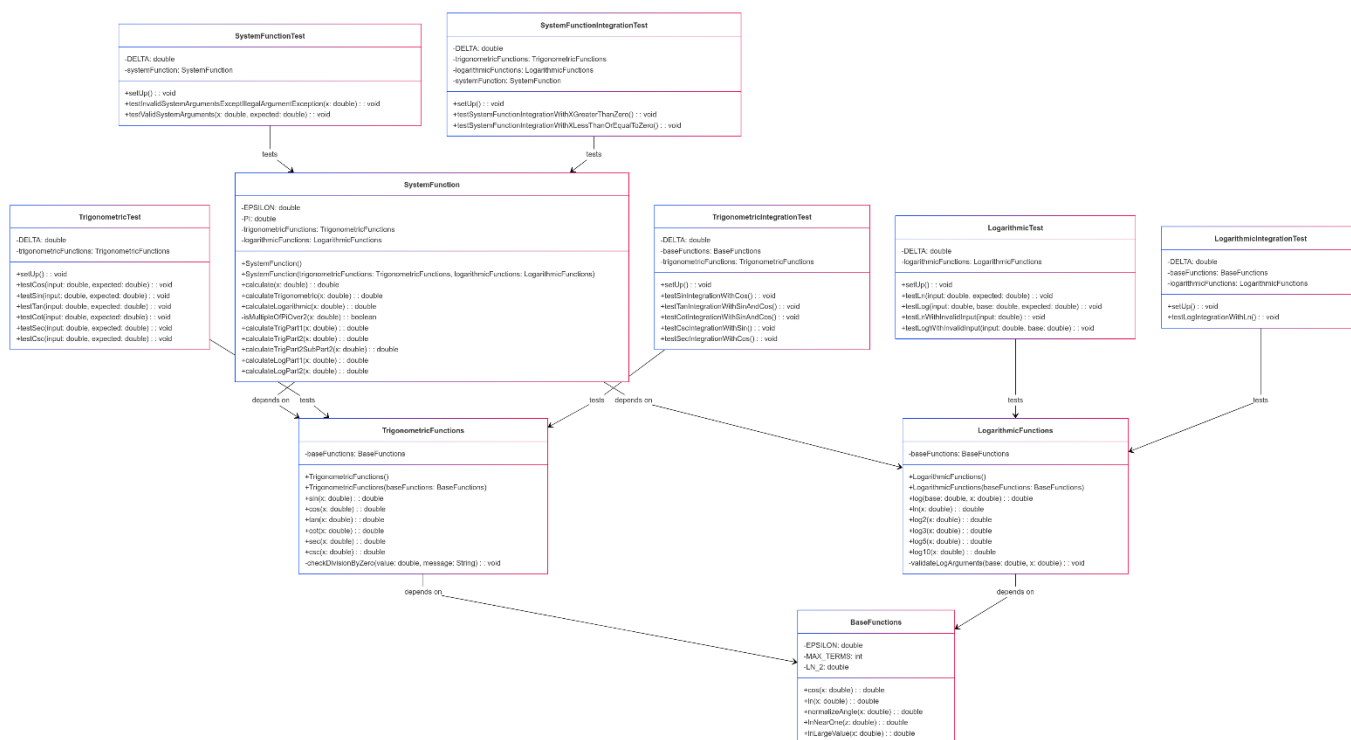 SystemFunctionTest
-DELTA: double
-systemFunction: SystemFunction
+setUp() : : void
+testInvalidSystemArgumentsExceptIllegalArgumentException(x: double) : : void
+testValidSystemArguments(x: double, expected: double) : : void
SystemFunctionIntegrationTest
-DELTA: double
-trigonometricFunctions: TrigonometricFunctions
-logarithmicFunctions: LogarithmicFunctions
-systemFunction: SystemFunction
+setUp() : : void
+testSystemFunctionIntegrationWithXGreaterThanZero() : : void
+testSystemFunctionIntegrationWithXLessThanOrEqualToZero() : : void
tests
tests
SystemFunction
-EPSILON: double
-PI: double
-trigonometricFunctions: TrigonometricFunctions
-logarithmicFunctions: LogarithmicFunctions
+SystemFunction()
+SystemFunction(trigonometricFunctions: TrigonometricFunctions, logarithmicFunctions: LogarithmicFunctions)
+calculate(x: double) : : double
+calculateTrigonometric(x: double) : : double
+calculateLogarithmic(x: double) : : double
-isMultipleOfPiOver2(x: double) : : boolean
+calculateTrigPart1(x: double) : : double
+calculateTrigPart2(x: double) : : double
+calculateTrigPart2SubPart2(x: double) : : double
+calculateLogPart1(x: double) : : double
+calculateLogPart2(x: double) : : double
TrigonometricTest
-DELTA: double
-trigonometricFunctions: TrigonometricFunctions
+setUp() : : void
+testCos(input: double, expected: double) : : void
+testSin(input: double, expected: double) : : void
+testTan(input: double, expected: double) : : void
+testCot(input: double, expected: double) : : void
+testSec(input: double, expected: double) : : void
+testCsc(input: double, expected: double) : : void
TrigonometricIntegrationTest
-DELTA: double
-baseFunctions: BaseFunctions
-trigonometricFunctions: TrigonometricFunctions
+setUp() : : void
+testSinIntegrationWithCos() : : void
+testTanIntegrationWithSinAndCos() : : void
+testCotIntegrationWithSinAndCos() : : void
+testCscIntegrationWithSin() : : void
+testSecIntegrationWithCos() : : void
LogarithmicTest
-DELTA: double
-logarithmicFunctions: LogarithmicFunctions
+setUp() : : void
+testLn(input: double, expected: double) : : void
+testLog(input: double, base: double, expected: double) : : void
+testLnWithInvalidInput(input: double) : : void
+testLogWithInvalidInput(input: double, base: double) : : void
LogarithmicIntegrationTest
-DELTA: double
-baseFunctions: BaseFunctions
-logarithmicFunctions: LogarithmicFunctions
+setUp() : : void
+testLogIntegrationWithLn() : : void
depends on
tests
tests
depends on
tests
tests
TrigonometricFunctions
-baseFunctions: BaseFunctions
+TrigonometricFunctions()
+TrigonometricFunctions(baseFunctions: BaseFunctions)
+sin(x: double) : : double
+cos(x: double) : : double
+tan(x: double) : : double
+cot(x: double) : : double
+sec(x: double) : : double
+csc(x: double) : : double
-checkDivisionByZero(value: double, message: String) : : void
LogarithmicFunctions
-baseFunctions: BaseFunctions
+LogarithmicFunctions()
+LogarithmicFunctions(baseFunctions: BaseFunctions)
+log(base: double, x: double) : : double
+ln(x: double) : : double
+log2(x: double) : : double
+log3(x: double) : : double
+log5(x: double) : : double
+log10(x: double) : : double
-validateLogArguments(base: double, x: double) : : void
depends on
depends on
BaseFunctions
-EPSILON: double
-MAX_TERMS: int
-LN_2: double
+cos(x: double) : : double
+ln(x: double) : : double
+normalizeAngle(x: double) : : double
+lnNearOne(z: double) : : double
+lnLargeValue(x: double) : : double